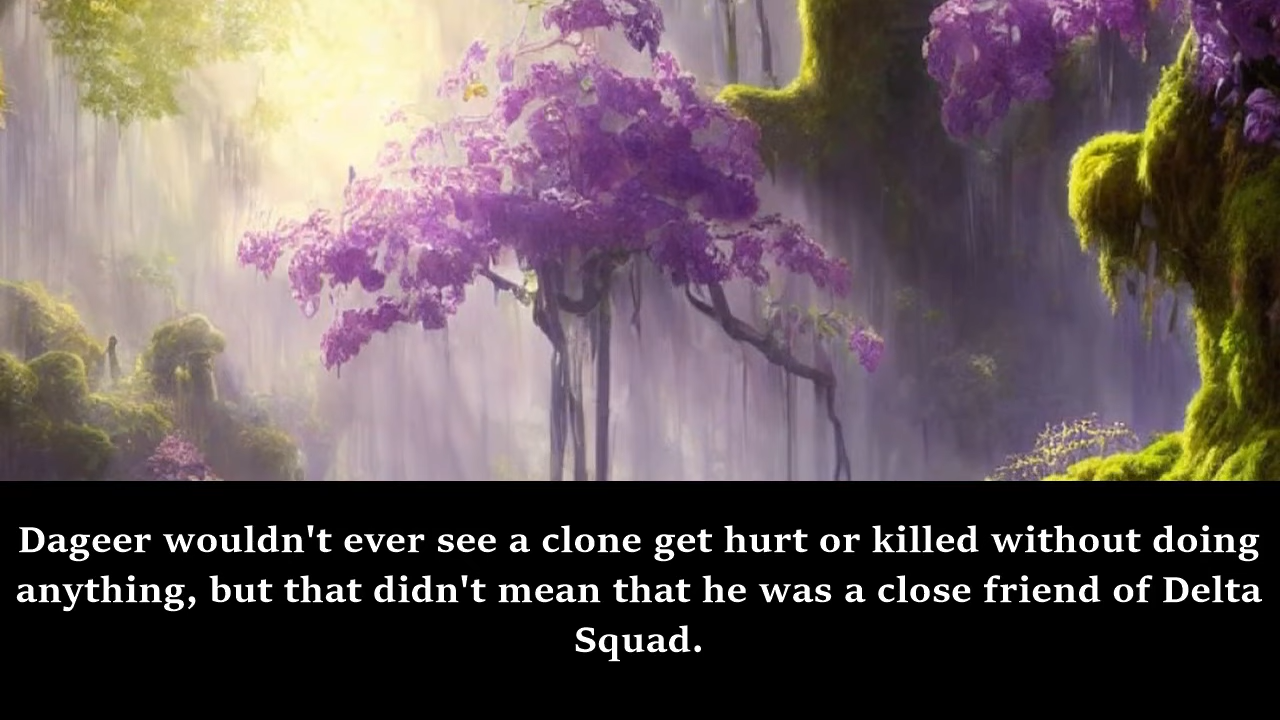 Dageer wouldn't ever see a clone get hurt or killed without doing
anything, but that didn't mean that he was a close friend of Delta
Squad.